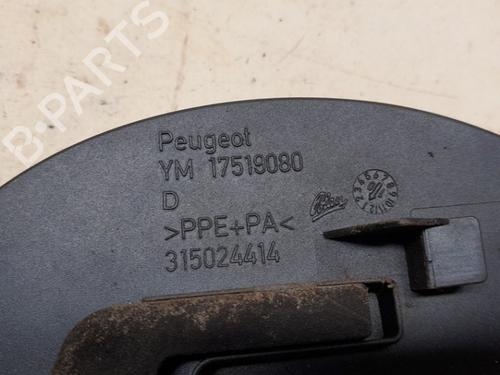 B-PARTS
Peugeot
YM 17519080
D
>PPE+PA<
315024414